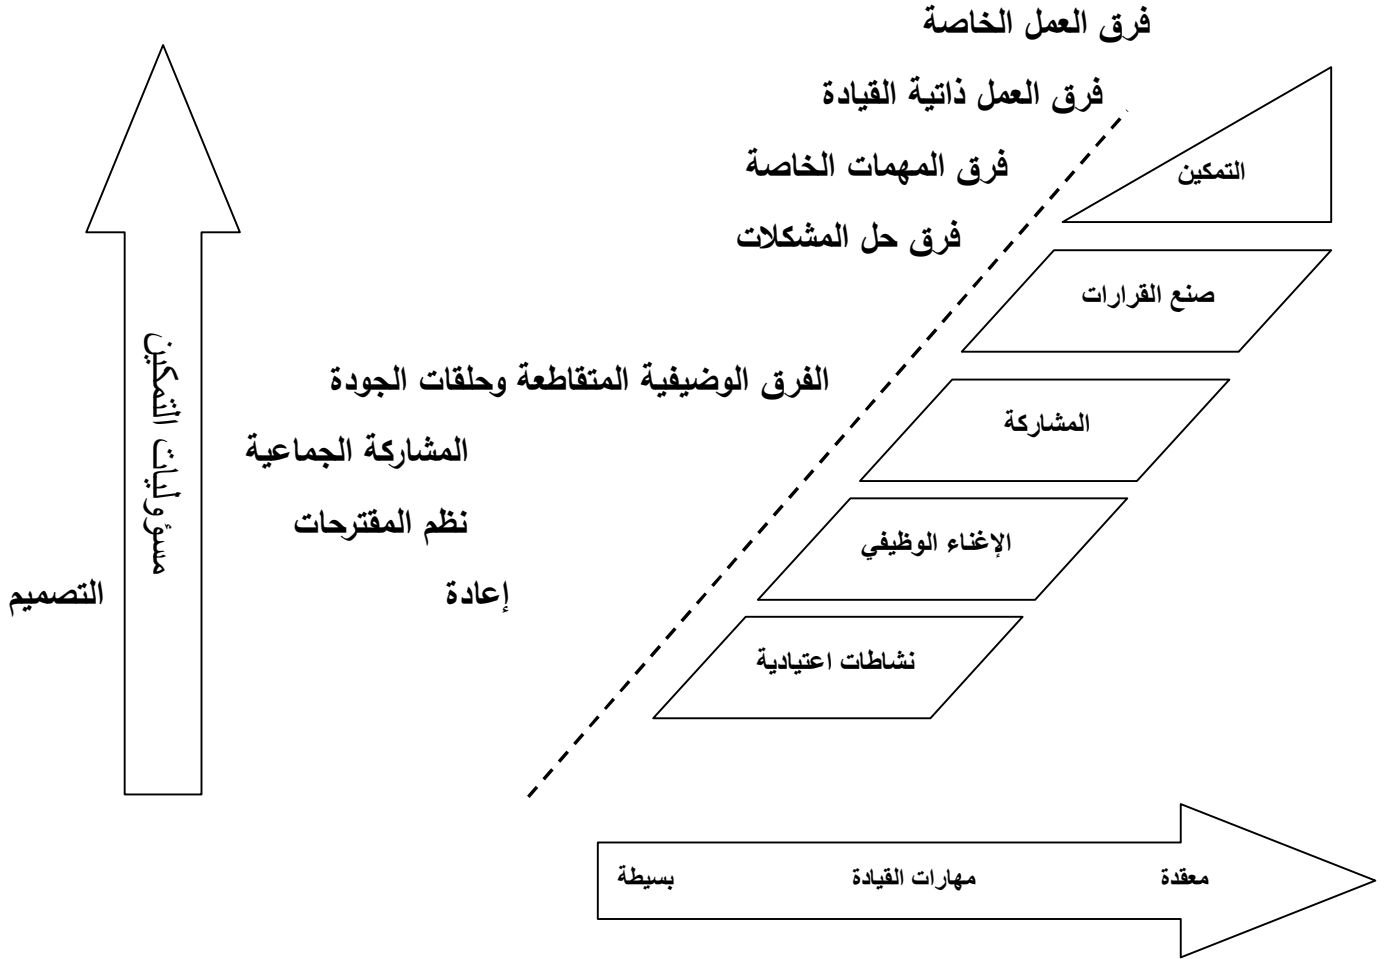 فرق العمل الخاصة
فرق العمل ذاتية القيادة
فرق المهمات الخاصة
التمكين
فرق حل المشكلات
صنع القرارات
مسؤوليات التمكين
الفرق الوضيفية المتقاطعة وحلقات الجودة
المشاركة
المشاركة الجماعية
نظم المقترحات
الإغناء الوظيفي
إعادة التصميم
نشاطات اعتيادية
بسيطة مهارات القيادة معقدة